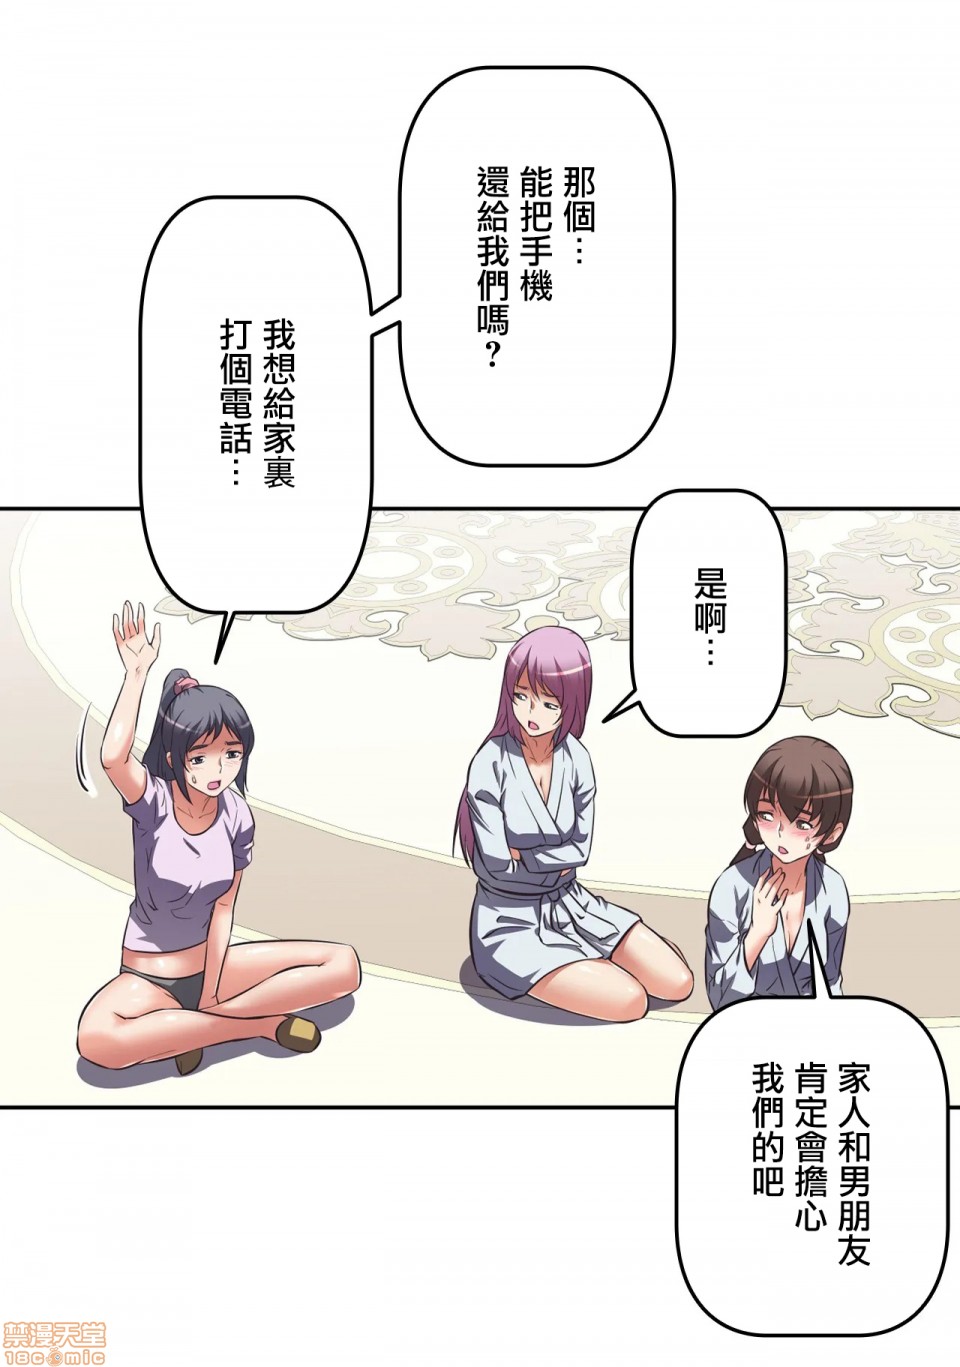 那個…
能把手機
還給我們嗎?
我想給家裏
打個電話…
是啊…
家人和男朋友
肯定會擔心
我們的吧
禁漫天堂
18comic